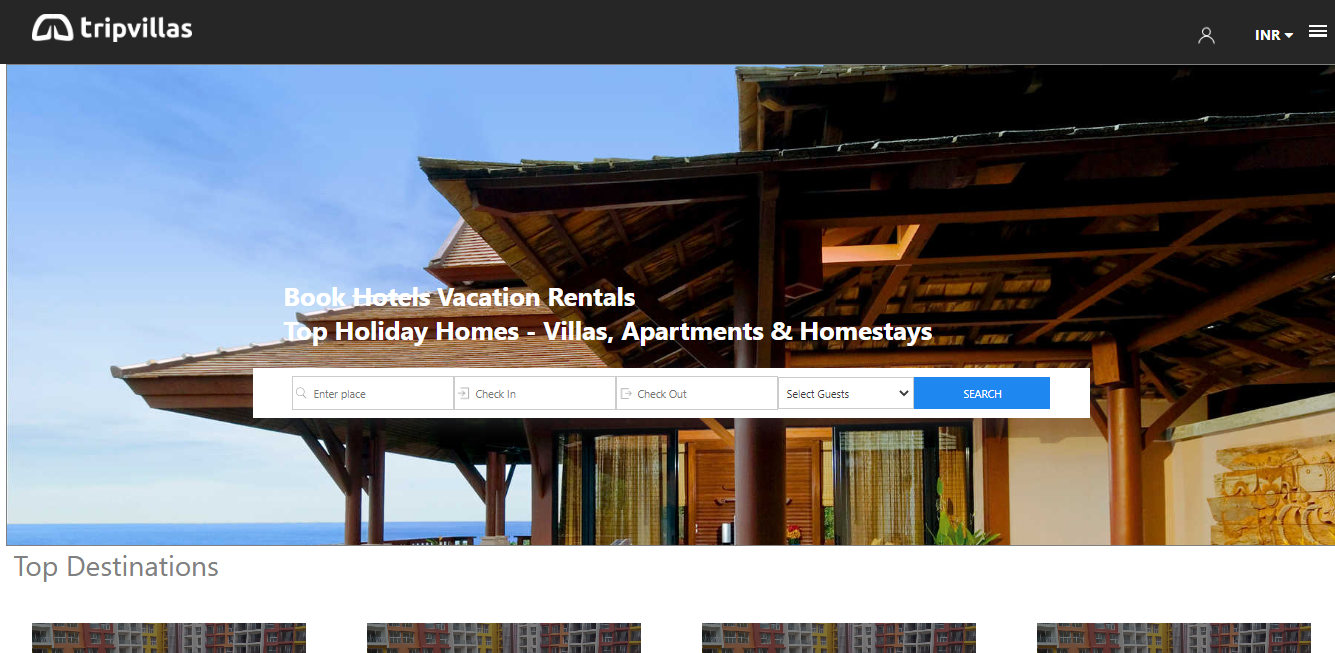 tripvillas
INR
Book Hotels Vacation Rentals
Top Holiday Homes - Villas, Apartments & Homestays
Enter place Check In Check Out Select Guests SEARCH
Top Destinations